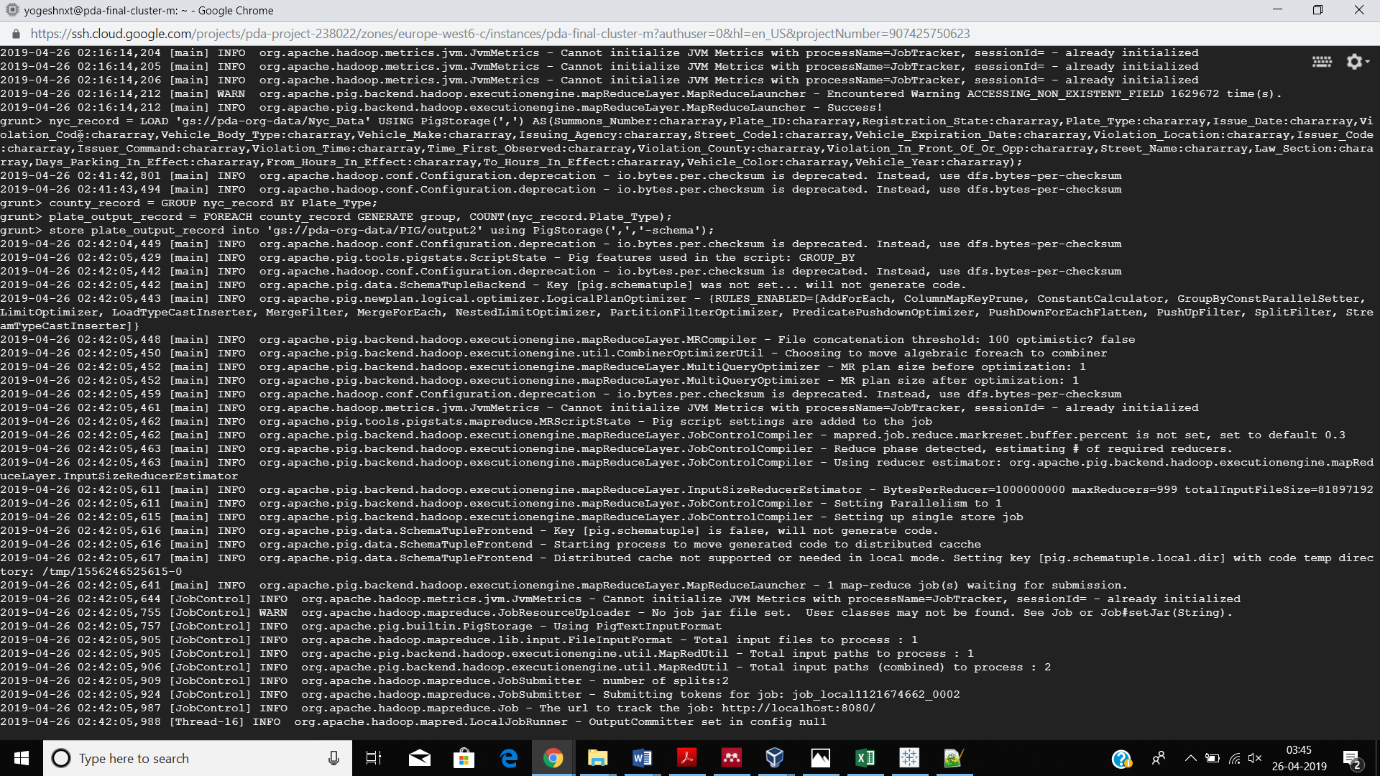 yogeshnxt@pda-final-cluster-m: ~ - Google Chrome
https://ssh.cloud.google.com/projects/pda-project-238022/zones/europe-west6-c/instances/pda-final-cluster-m?authuser=0&hl=en_US&projectNumber=907425750623
2019-04-26 02:16:14,204 [main] INFO  org.apache.hadoop.metrics.jvm.JvmMetrics - Cannot initialize JVM Metrics with processName=JobTracker, sessionId= - already initialized
2019-04-26 02:16:14,205 [main] INFO  org.apache.hadoop.metrics.jvm.JvmMetrics - Cannot initialize JVM Metrics with processName=JobTracker, sessionId= - already initialized
2019-04-26 02:16:14,206 [main] INFO  org.apache.hadoop.metrics.jvm.JvmMetrics - Cannot initialize JVM Metrics with processName=JobTracker, sessionId= - already initialized
2019-04-26 02:16:14,212 [main] WARN  org.apache.pig.backend.hadoop.executionengine.mapReduceLayer.MapReduceLauncher - Encountered Warning ACCESSING_NON_EXISTENT_FIELD 1629672 time(s).
2019-04-26 02:16:14,212 [main] INFO  org.apache.pig.backend.hadoop.executionengine.mapReduceLayer.MapReduceLauncher - Success!
grunt> nyc_record = LOAD 'gs://pda-org-data/Nyc_Data' USING PigStorage(',') AS(Summons_Number:chararray,Plate_ID:chararray,Registration_State:chararray,Plate_Type:chararray,Issue_Date:chararray,Vi
olation_Code:chararray,Vehicle_Body_Type:chararray,Vehicle_Make:chararray,Issuing_Agency:chararray,Street_Code1:chararray,Vehicle_Expiration_Date:chararray,Violation_Location:chararray,Issuer_Code
:chararray,Issuer_Command:chararray,Violation_Time:chararray,Time_First_Observed:chararray,Violation_County:chararray,Violation_In_Front_Of_Or_Opp:chararray,Street_Name:chararray,Law_Section:chara
rray,Days_Parking_In_Effect:chararray,From_Hours_In_Effect:chararray,To_Hours_In_Effect:chararray,Vehicle_Color:chararray,Vehicle_Year:chararray);
2019-04-26 02:41:42,801 [main] INFO  org.apache.hadoop.conf.Configuration.deprecation - io.bytes.per.checksum is deprecated. Instead, use dfs.bytes-per-checksum
2019-04-26 02:41:43,494 [main] INFO  org.apache.hadoop.conf.Configuration.deprecation - io.bytes.per.checksum is deprecated. Instead, use dfs.bytes-per-checksum
grunt> county_record = GROUP nyc_record BY Plate_Type;
grunt> plate_output_record = FOREACH county_record GENERATE group, COUNT(nyc_record.Plate_Type);
grunt> store plate_output_record into 'gs://pda-org-data/PIG/output2' using PigStorage(',','-schema');
2019-04-26 02:42:04,449 [main] INFO  org.apache.hadoop.conf.Configuration.deprecation - io.bytes.per.checksum is deprecated. Instead, use dfs.bytes-per-checksum
2019-04-26 02:42:05,429 [main] INFO  org.apache.pig.tools.pigstats.ScriptState - Pig features used in the script: GROUP_BY
2019-04-26 02:42:05,442 [main] INFO  org.apache.hadoop.conf.Configuration.deprecation - io.bytes.per.checksum is deprecated. Instead, use dfs.bytes-per-checksum
2019-04-26 02:42:05,442 [main] INFO  org.apache.pig.data.SchemaTupleBackend - Key [pig.schematuple] was not set... will not generate code.
2019-04-26 02:42:05,443 [main] INFO  org.apache.pig.newplan.logical.optimizer.LogicalPlanOptimizer - {RULES_ENABLED=[AddForEach, ColumnMapKeyPrune, ConstantCalculator, GroupByConstParallelSetter,
LimitOptimizer, LoadTypeCastInserter, MergeFilter, MergeForEach, NestedLimitOptimizer, PartitionFilterOptimizer, PredicatePushdownOptimizer, PushDownForEachFlatten, PushUpFilter, SplitFilter, Stre
amTypeCastInserter]}
2019-04-26 02:42:05,448 [main] INFO  org.apache.pig.backend.hadoop.executionengine.mapReduceLayer.MRCompiler - File concatenation threshold: 100 optimistic? false
2019-04-26 02:42:05,450 [main] INFO  org.apache.pig.backend.hadoop.executionengine.util.CombinerOptimizerUtil - Choosing to move algebraic foreach to combiner
2019-04-26 02:42:05,452 [main] INFO  org.apache.pig.backend.hadoop.executionengine.mapReduceLayer.MultiQueryOptimizer - MR plan size before optimization: 1
2019-04-26 02:42:05,452 [main] INFO  org.apache.pig.backend.hadoop.executionengine.mapReduceLayer.MultiQueryOptimizer - MR plan size after optimization: 1
2019-04-26 02:42:05,459 [main] INFO  org.apache.hadoop.conf.Configuration.deprecation - io.bytes.per.checksum is deprecated. Instead, use dfs.bytes-per-checksum
2019-04-26 02:42:05,461 [main] INFO  org.apache.hadoop.metrics.jvm.JvmMetrics - Cannot initialize JVM Metrics with processName=JobTracker, sessionId= - already initialized
2019-04-26 02:42:05,462 [main] INFO  org.apache.pig.tools.pigstats.mapreduce.MRScriptState - Pig script settings are added to the job
2019-04-26 02:42:05,462 [main] INFO  org.apache.pig.backend.hadoop.executionengine.mapReduceLayer.JobControlCompiler - mapred.job.reduce.markreset.buffer.percent is not set, set to default 0.3
2019-04-26 02:42:05,463 [main] INFO  org.apache.pig.backend.hadoop.executionengine.mapReduceLayer.JobControlCompiler - Reduce phase detected, estimating # of required reducers.
2019-04-26 02:42:05,463 [main] INFO  org.apache.pig.backend.hadoop.executionengine.mapReduceLayer.JobControlCompiler - Using reducer estimator: org.apache.pig.backend.hadoop.executionengine.mapRed
uceLayer.InputSizeReducerEstimator
2019-04-26 02:42:05,611 [main] INFO  org.apache.pig.backend.hadoop.executionengine.mapReduceLayer.InputSizeReducerEstimator - BytesPerReducer=1000000000 maxReducers=999 totalInputFileSize=81897192
2019-04-26 02:42:05,611 [main] INFO  org.apache.pig.backend.hadoop.executionengine.mapReduceLayer.JobControlCompiler - Setting Parallelism to 1
2019-04-26 02:42:05,615 [main] INFO  org.apache.pig.backend.hadoop.executionengine.mapReduceLayer.JobControlCompiler - Setting up single store job
2019-04-26 02:42:05,616 [main] INFO  org.apache.pig.data.SchemaTupleFrontend - Key [pig.schematuple] is false, will not generate code.
2019-04-26 02:42:05,616 [main] INFO  org.apache.pig.data.SchemaTupleFrontend - Starting process to move generated code to distributed cacche
2019-04-26 02:42:05,617 [main] INFO  org.apache.pig.data.SchemaTupleFrontend - Distributed cache not supported or needed in local mode. Setting key [pig.schematuple.local.dir] with code temp direc
tory: /tmp/1556246525615-0
2019-04-26 02:42:05,641 [main] INFO  org.apache.pig.backend.hadoop.executionengine.mapReduceLayer.MapReduceLauncher - 1 map-reduce job(s) waiting for submission.
2019-04-26 02:42:05,644 [JobControl] INFO  org.apache.hadoop.metrics.jvm.JvmMetrics - Cannot initialize JVM Metrics with processName=JobTracker, sessionId= - already initialized
2019-04-26 02:42:05,755 [JobControl] WARN  org.apache.hadoop.mapreduce.JobResourceUploader - No job jar file set.  User classes may not be found. See Job or Job#setJar(String).
2019-04-26 02:42:05,757 [JobControl] INFO  org.apache.pig.builtin.PigStorage - Using PigTextInputFormat
2019-04-26 02:42:05,905 [JobControl] INFO  org.apache.hadoop.mapreduce.lib.input.FileInputFormat - Total input files to process : 1
2019-04-26 02:42:05,905 [JobControl] INFO  org.apache.pig.backend.hadoop.executionengine.util.MapRedUtil - Total input paths to process : 1
2019-04-26 02:42:05,906 [JobControl] INFO  org.apache.pig.backend.hadoop.executionengine.util.MapRedUtil - Total input paths (combined) to process : 2
2019-04-26 02:42:05,909 [JobControl] INFO  org.apache.hadoop.mapreduce.JobSubmitter - number of splits:2
2019-04-26 02:42:05,924 [JobControl] INFO  org.apache.hadoop.mapreduce.JobSubmitter - Submitting tokens for job: job_local1121674662_0002
2019-04-26 02:42:05,987 [JobControl] INFO  org.apache.hadoop.mapreduce.Job - The url to track the job: http://localhost:8080/
2019-04-26 02:42:05,988 [Thread-16] INFO  org.apache.hadoop.mapred.LocalJobRunner - OutputCommitter set in config null
Type here to search
03:45
26-04-2019
2